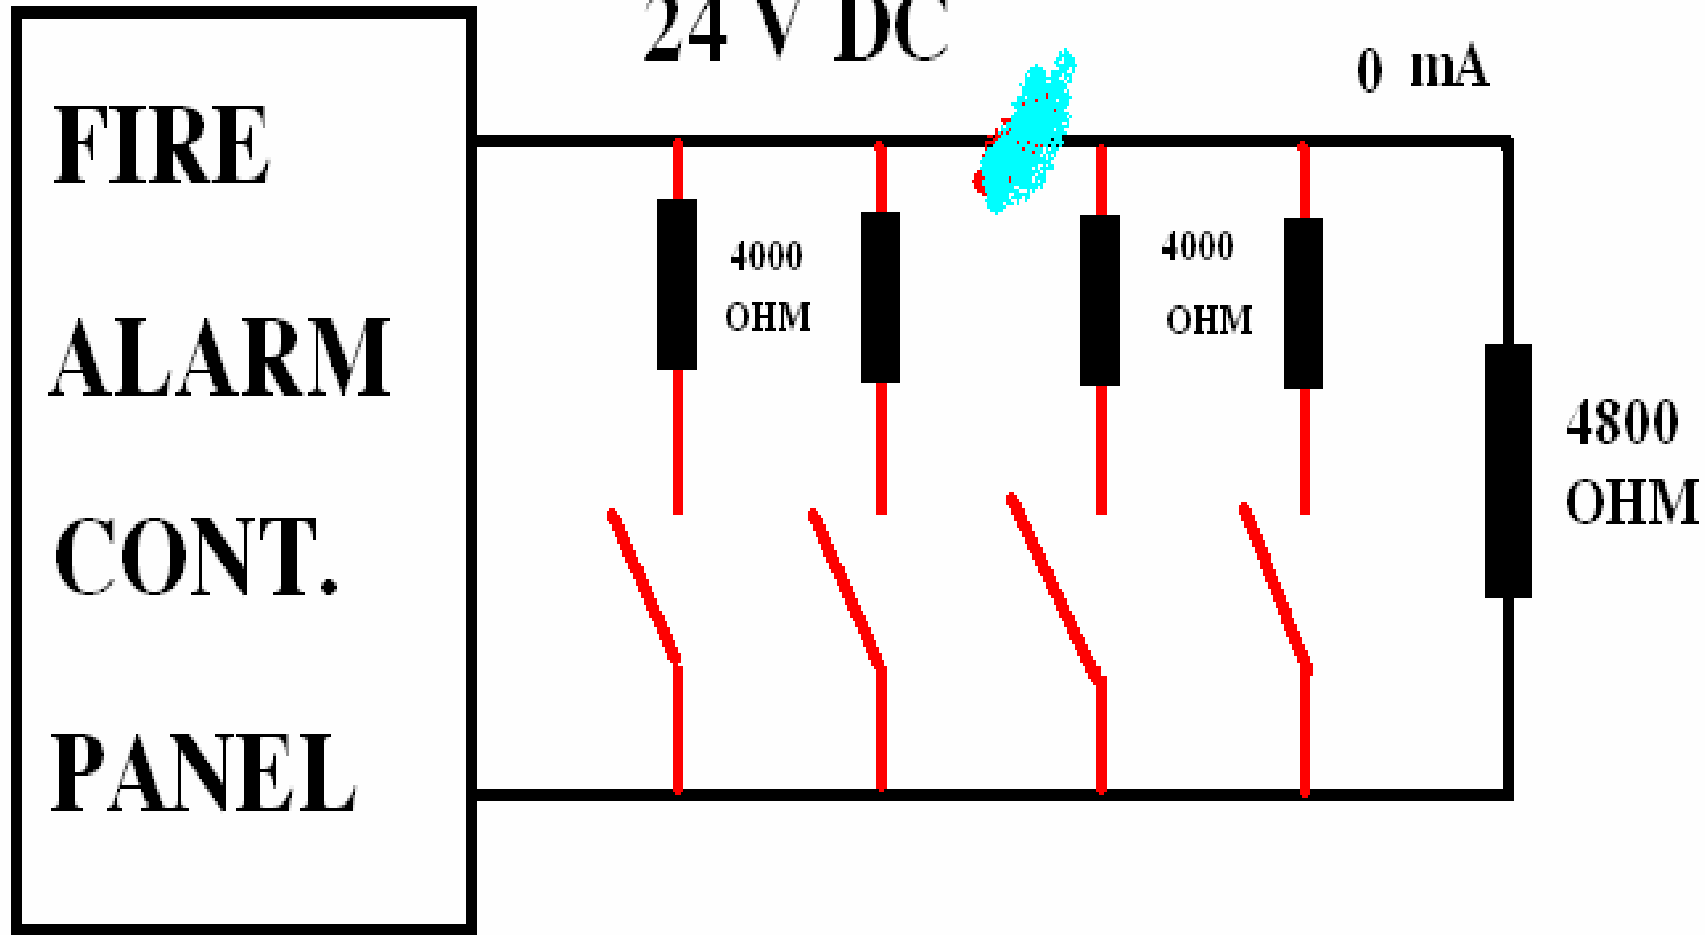 24 V DC
0 mA
FIRE
ALARM
CONT.
PANEL
4000
OHM
4000
OHM
4800
OHM